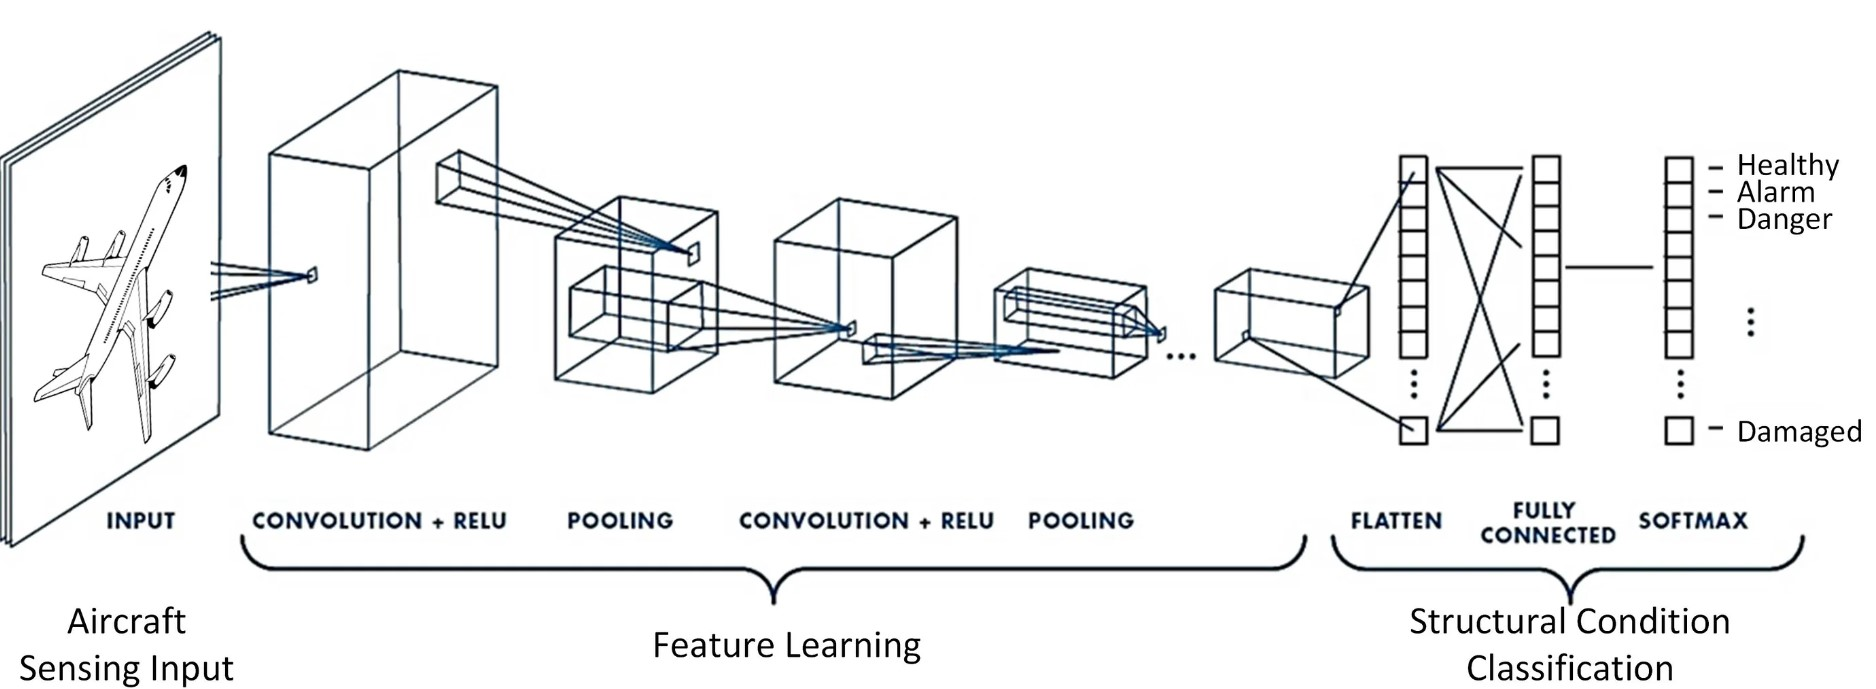 Healthy
Alarm
Danger
Damaged
INPUT
CONVOLUTION + RELU
POOLING
CONVOLUTION + RELU
POOLING
FLATTEN
FULLY
CONNECTED
SOFTMAX
Aircraft
Sensing Input
Feature Learning
Structural Condition
Classification